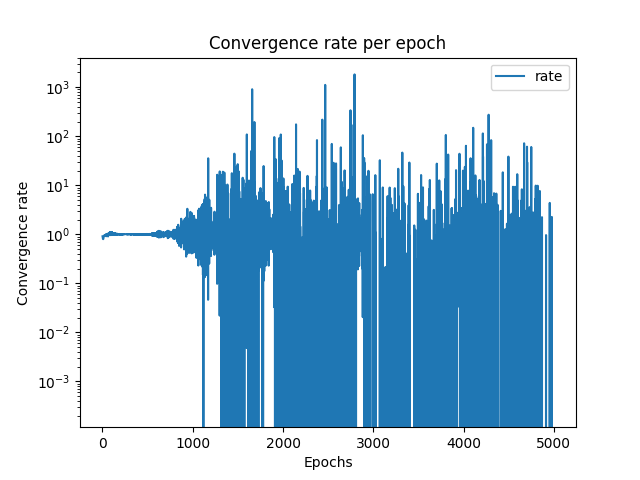 Convergence rate per epoch
rate
Convergence rate
10³
10²
10¹
10⁰
10⁻¹
10⁻²
10⁻³
0 1000 2000 3000 4000 5000
Epochs